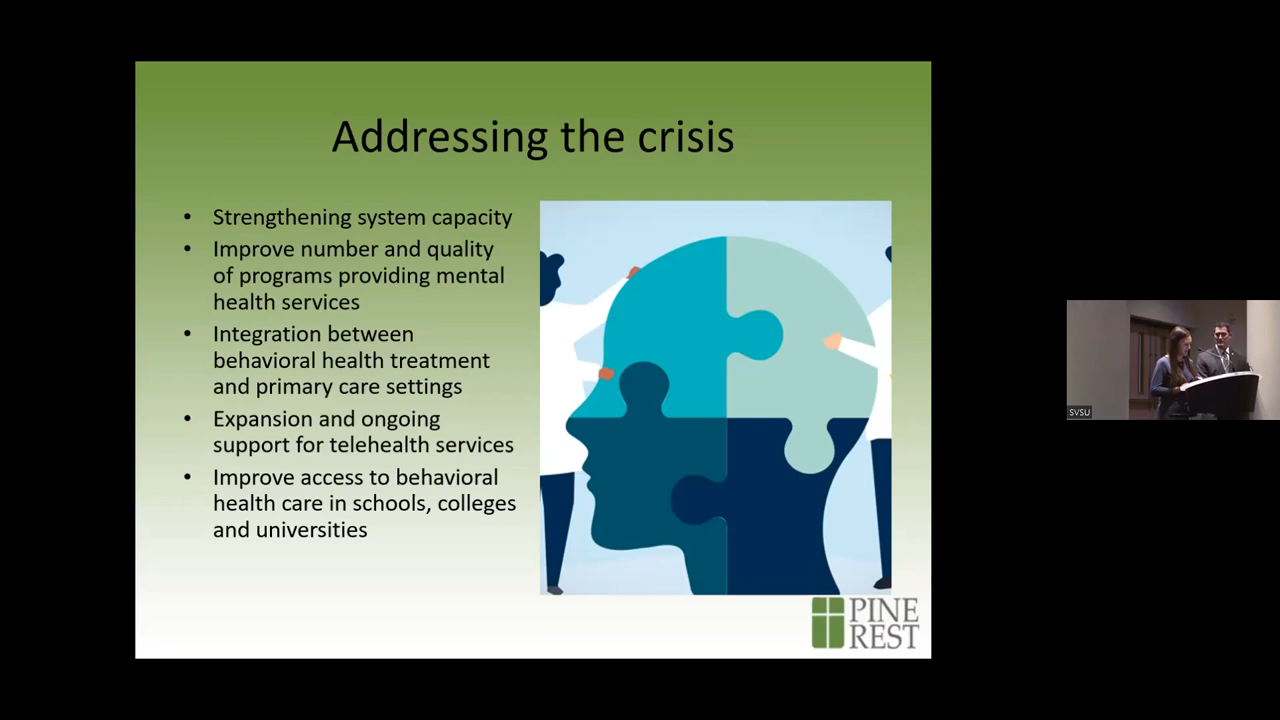 Addressing the crisis
• Strengthening system capacity
• Improve number and quality
of programs providing mental
health services
• Integration between
behavioral health treatment
and primary care settings
• Expansion and ongoing
support for telehealth services
• Improve access to behavioral
health care in schools, colleges
and universities
PINE
REST
SVSU